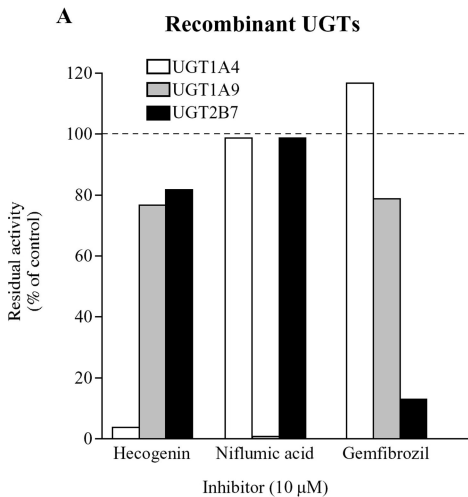 A
Recombinant UGTs
UGT1A4
UGT1A9
UGT2B7
120
100
80
60
40
20
0
Residual activity
(% of control)
Hecogenin Niflumic acid Gemfibrozil
Inhibitor (10 μM)